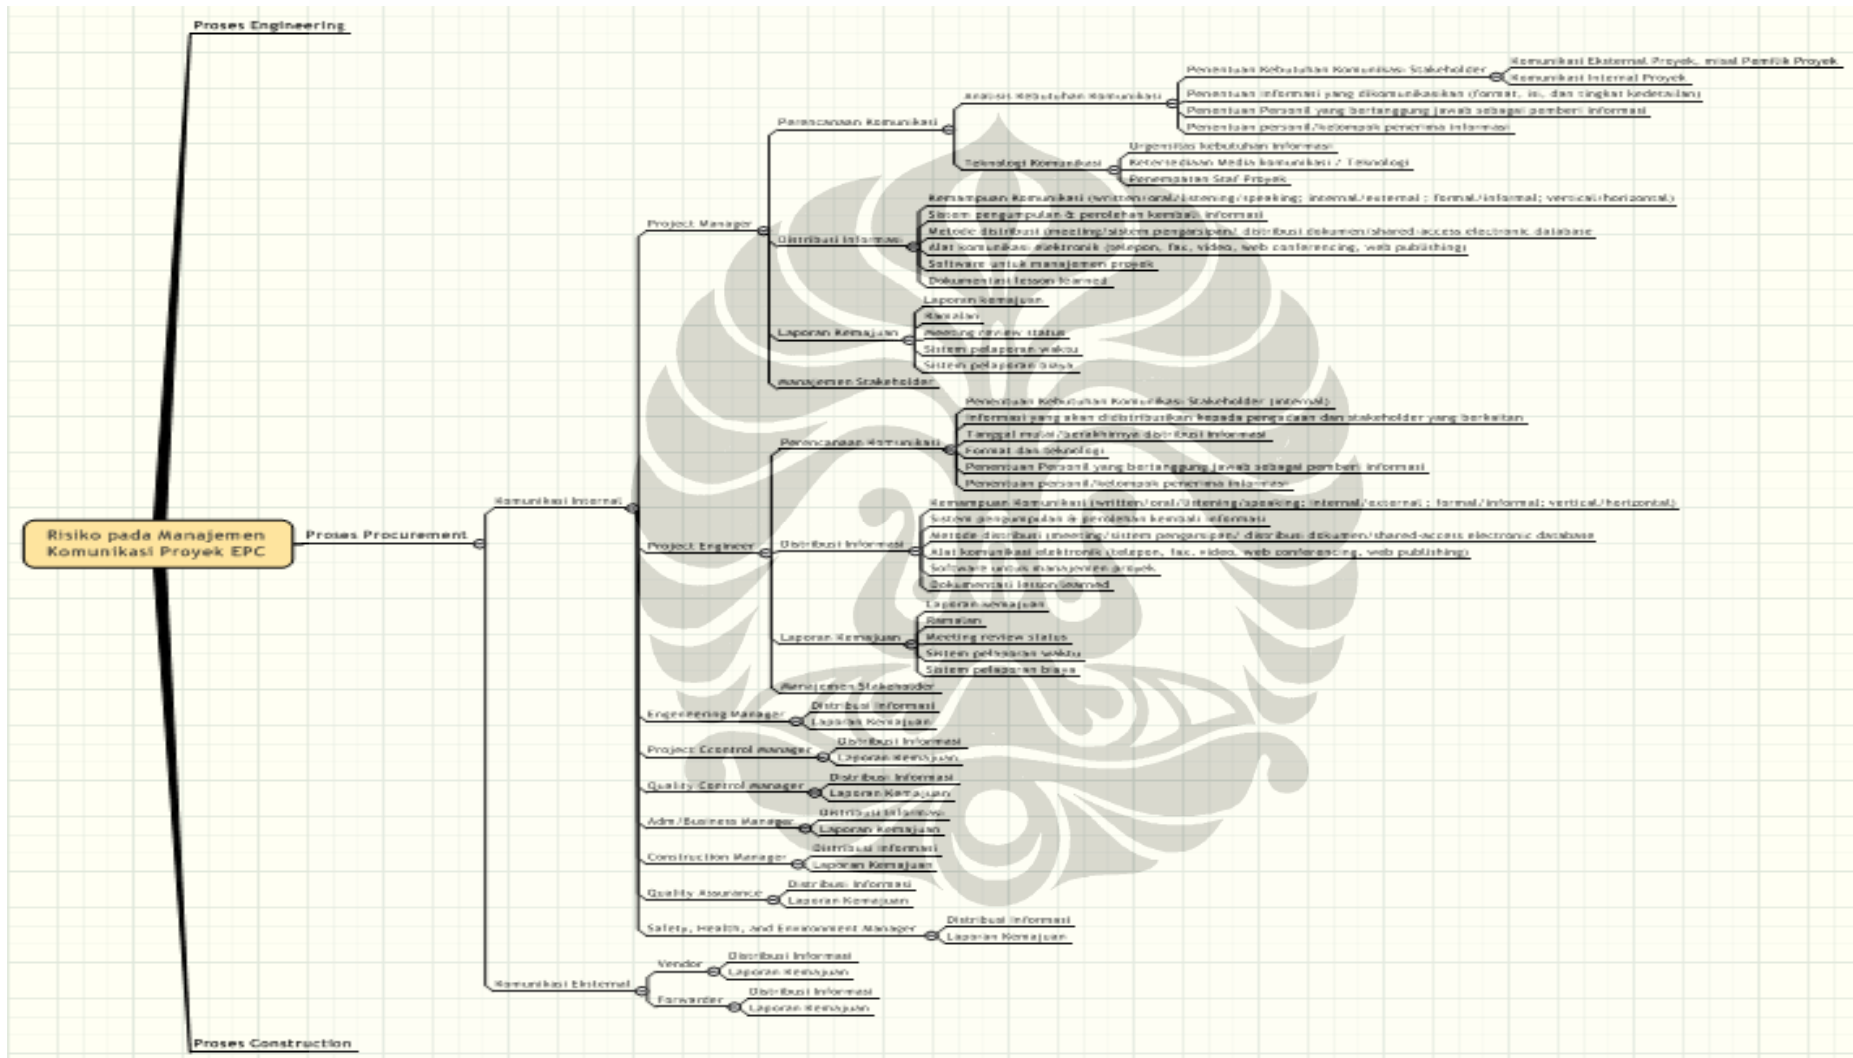 Proses Engineering
Risiko pada Manajemen
Komunikasi Proyek EPC
Proses Procurement
Komunikasi Internal
Project Manager
Perencanaan Komunikasi
Analisis Kebutuhan Komunikasi
Penentuan Kebutuhan Komunikasi Stakeholder
Komunikasi Eksternal Proyek, misal Pemilik Proyek
Komunikasi Internal Proyek
Penentuan Informasi yang dikomunikasikan (format, isi, dan tingkat kedetailan)
Penentuan Personil yang bertanggung jawab sebagai pemberi informasi
Penentuan personil/kelompok penerima informasi
Teknologi Komunikasi
Urgensitas kebutuhan informasi
Ketersediaan Media komunikasi / Teknologi
Penempatan Staf Proyek
Distribusi Informasi
Kemampuan Komunikasi (written/oral/listening/speaking; internal/external ; formal/informal; vertical/horizontal)
Sistem pengumpulan & perolehan kembali informasi
Metode distribusi (meeting/sistem pengarsipan/ distribusi dokumen/shared-access electronic database
Alat komunikasi elektronik (telepon, fax, video, web conferencing, web publishing)
Software untuk manajemen proyek
Dokumentasi lesson learned
Laporan Kemajuan
Laporan kemajuan
Ramalan
Meeting review status
Sistem pelaporan waktu
Sistem pelaporan biaya
Manajemen Stakeholder
Project Engineer
Perencanaan Komunikasi
Penentuan Kebutuhan Komunikasi Stakeholder (internal)
Informasi yang akan didistribusikan kepada pengadaan dan stakeholder yang berkaitan
Tanggal mulai/berakhirnya distribusi informasi
Format dan teknologi
Penentuan Personil yang bertanggung jawab sebagai pemberi informasi
Penentuan personil/kelompok penerima informasi
Distribusi Informasi
Kemampuan Komunikasi (written/oral/listening/speaking; internal/external ; formal/informal; vertical/horizontal)
Sistem pengumpulan & perolehan kembali informasi
Metode distribusi (meeting/sistem pengarsipan/ distribusi dokumen/shared-access electronic database
Alat komunikasi elektronik (telepon, fax, video, web conferencing, web publishing)
Software untuk manajemen proyek
Dokumentasi lesson learned
Laporan Kemajuan
Laporan kemajuan
Ramalan
Meeting review status
Sistem pelaporan waktu
Sistem pelaporan biaya
Manajemen Stakeholder
Engineering Manager
Distribusi Informasi
Laporan Kemajuan
Project Ccontrol Manager
Distribusi Informasi
Laporan Kemajuan
Quality Control Manager
Distribusi Informasi
Laporan Kemajuan
Adm/Business Manager
Distribusi Informasi
Laporan Kemajuan
Construction Manager
Distribusi Informasi
Laporan Kemajuan
Quality Assurance
Distribusi Informasi
Laporan Kemajuan
Safety, Health, and Environment Manager
Distribusi Informasi
Laporan Kemajuan
Komunikasi Eksternal
Vendor
Distribusi Informasi
Laporan Kemajuan
Forwarder
Distribusi Informasi
Laporan Kemajuan
Proses Construction